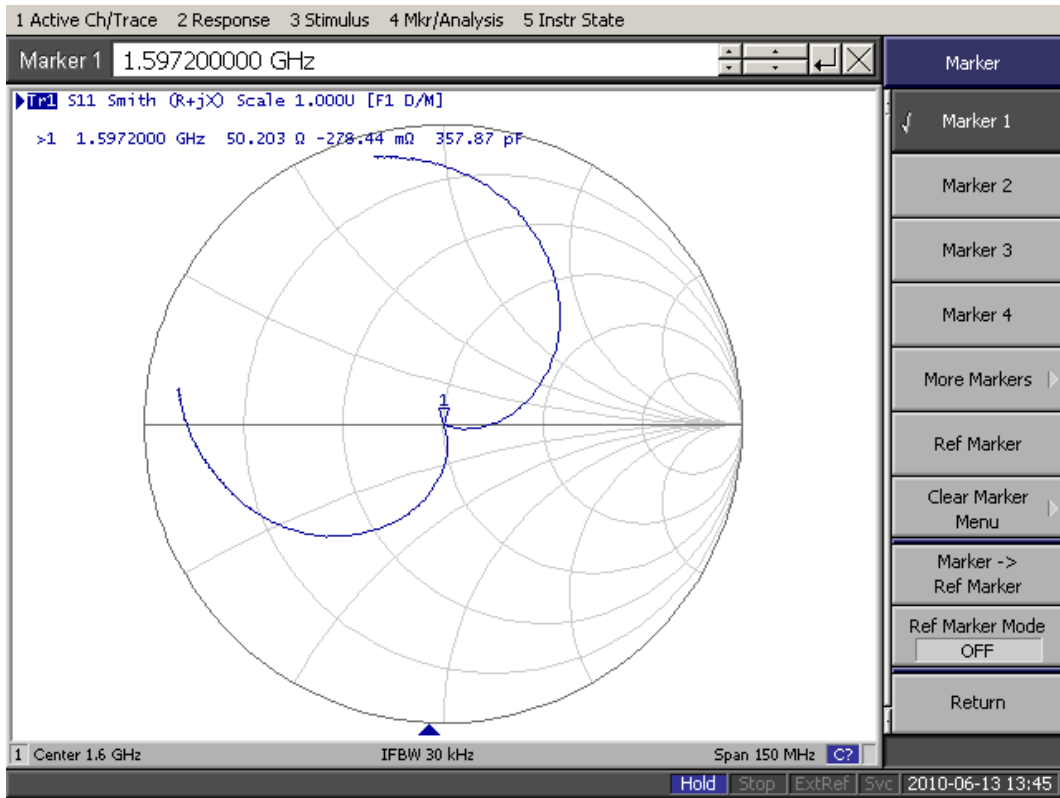 1 Active Ch/Trace 2 Response 3 Stimulus 4 Mkr/Analysis 5 Instr State
Marker 1 1.597200000 GHz
Tr1 S11 Smith (R+jX) Scale 1.000U [F1 D/M]
>1 1.5972000 GHz 50.203 Ω -278.44 mΩ 357.87 pF
1
1 Center 1.6 GHz IFBW 30 kHz Span 150 MHz C?
Marker
√ Marker 1
Marker 2
Marker 3
Marker 4
More Markers
Ref Marker
Clear Marker
Menu
Marker ->
Ref Marker
Ref Marker Mode
OFF
Return
Hold Stop ExtRef Svc 2010-06-13 13:45